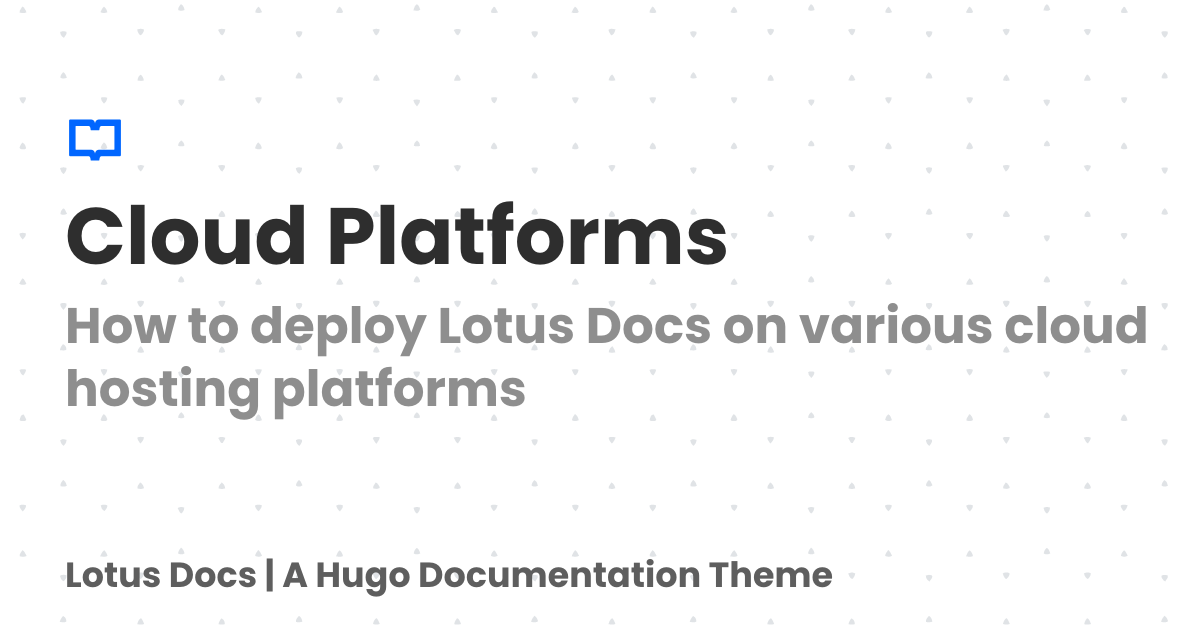 Cloud Platforms
How to deploy Lotus Docs on various cloud
hosting platforms
Lotus Docs | A Hugo Documentation Theme